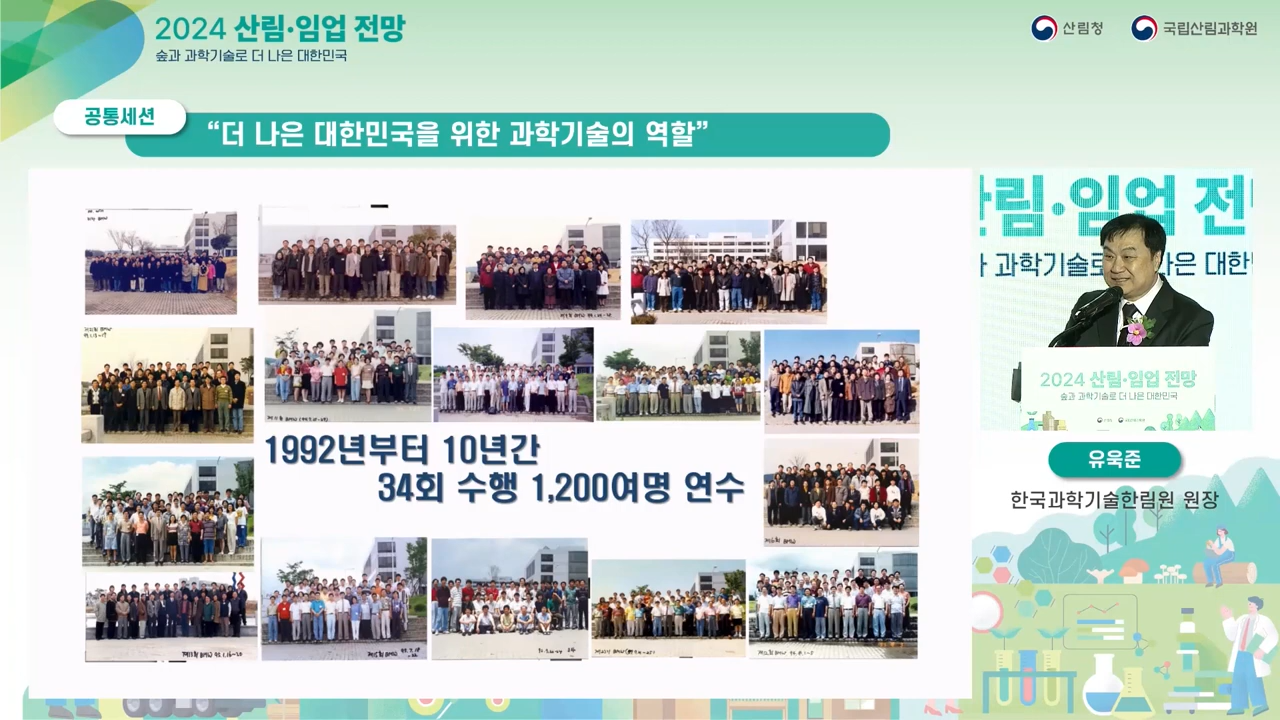 2024 산림·임업 전망
숲과 과학기술로 더 나은 대한민국
산림청
국립산림과학원
공통세션
“더 나은 대한민국을 위한 과학기술의 역할”
1992년부터 10년간
34회 수행 1,200여명 연수
림·임업 전
과학기술로
나은 대한
2024 산림·임업 전망
숲과 과학기술로 더 나은 대한민국
유욱준
한국과학기술한림원 원장